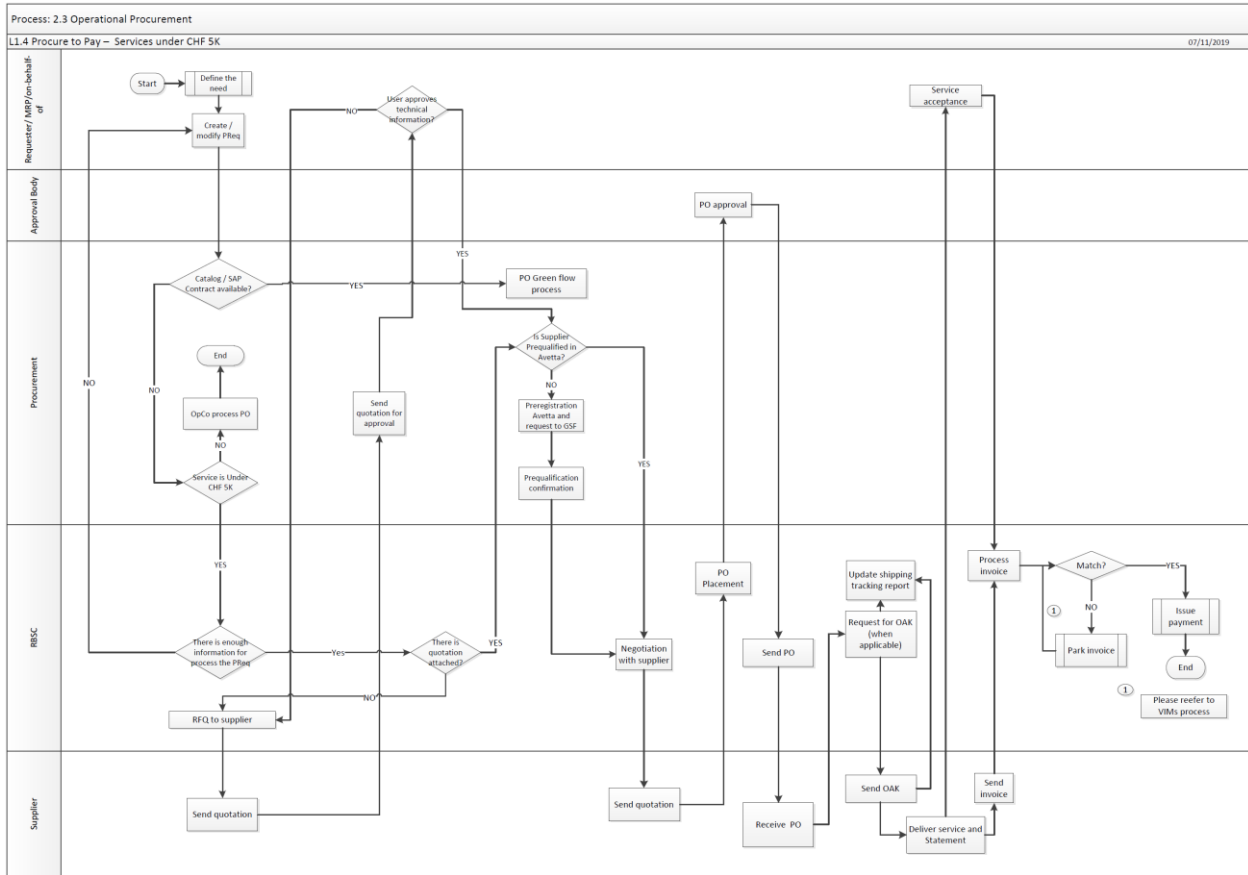 Process: 2.3 Operational Procurement
L1.4 Procure to Pay – Services under CHF 5K
07/11/2019
Requester/ MRP/on-behalf-
of
Start
Define the
need
Create /
modify PReq
NO
User approves
technical
information?
Service
acceptance
Approval Body
PO approval
YES
Procurement
Catalog / SAP
Contract available?
YES
PO Green flow
process
Is Supplier
Prequalified in
Avetta?
End
NO
NO
OpCo process PO
NO
Service is Under
CHF 5K
Send
quotation for
approval
NO
Preregistration
Avetta and
request to GSF
YES
Prequalification
confirmation
RBSC
YES
There is enough
information for
process the PReq
Yes
There is
quotation
attached?
YES
NO
RFQ to supplier
Negotiation
with supplier
PO
Placement
Send PO
Update shipping
tracking report
Request for OAK
(when
applicable)
Process
invoice
Match?
YES
NO
1
Park invoice
Issue
payment
End
1
Please reefer to
VIMs process
Supplier
Send quotation
Send quotation
Receive PO
Send OAK
Deliver service and
Statement
Send
invoice